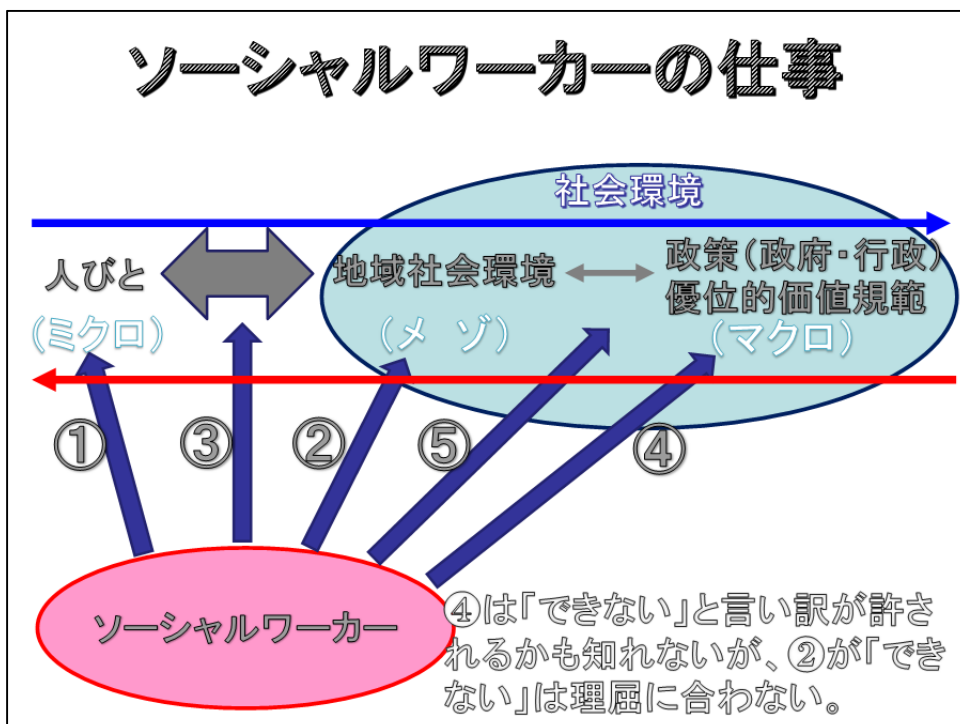 ソーシャルワーカーの仕事
社会環境
人びと
(ミクロ)
地域社会環境
(メ ゾ)
政策(政府・行政)
優位的価値規範
(マクロ)
①
③
②
⑤
④
ソーシャルワーカー
④は「できない」と言い訳が許さ
れるかも知れないが、②が「でき
ない」は理屈に合わない。